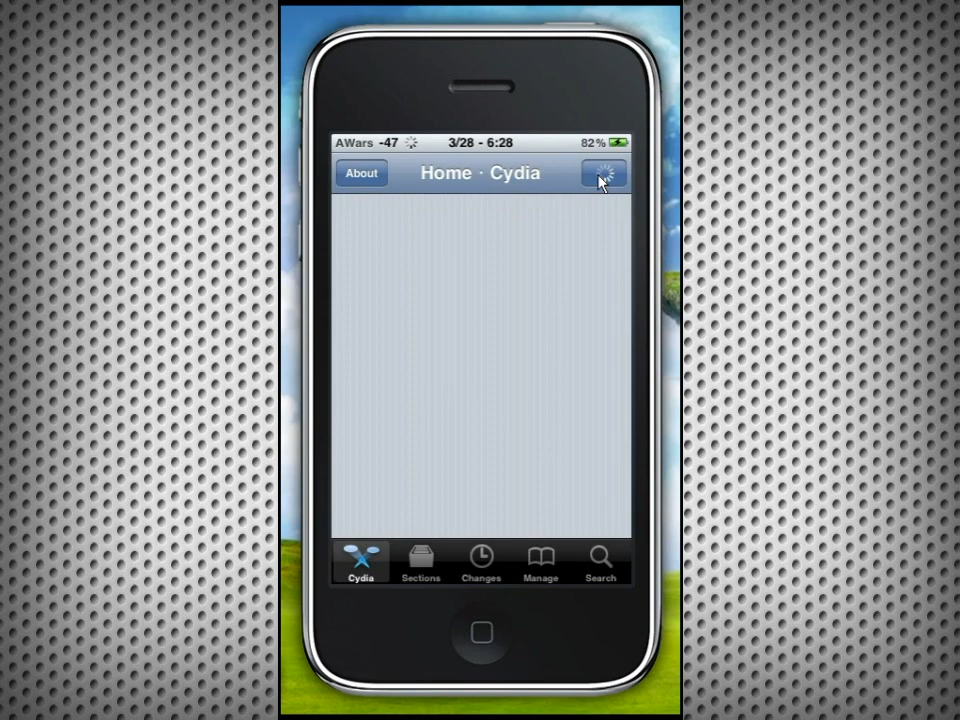 AWars -47 3/28 - 6:28 82%
About Home · Cydia
Cydia Sections Changes Manage Search